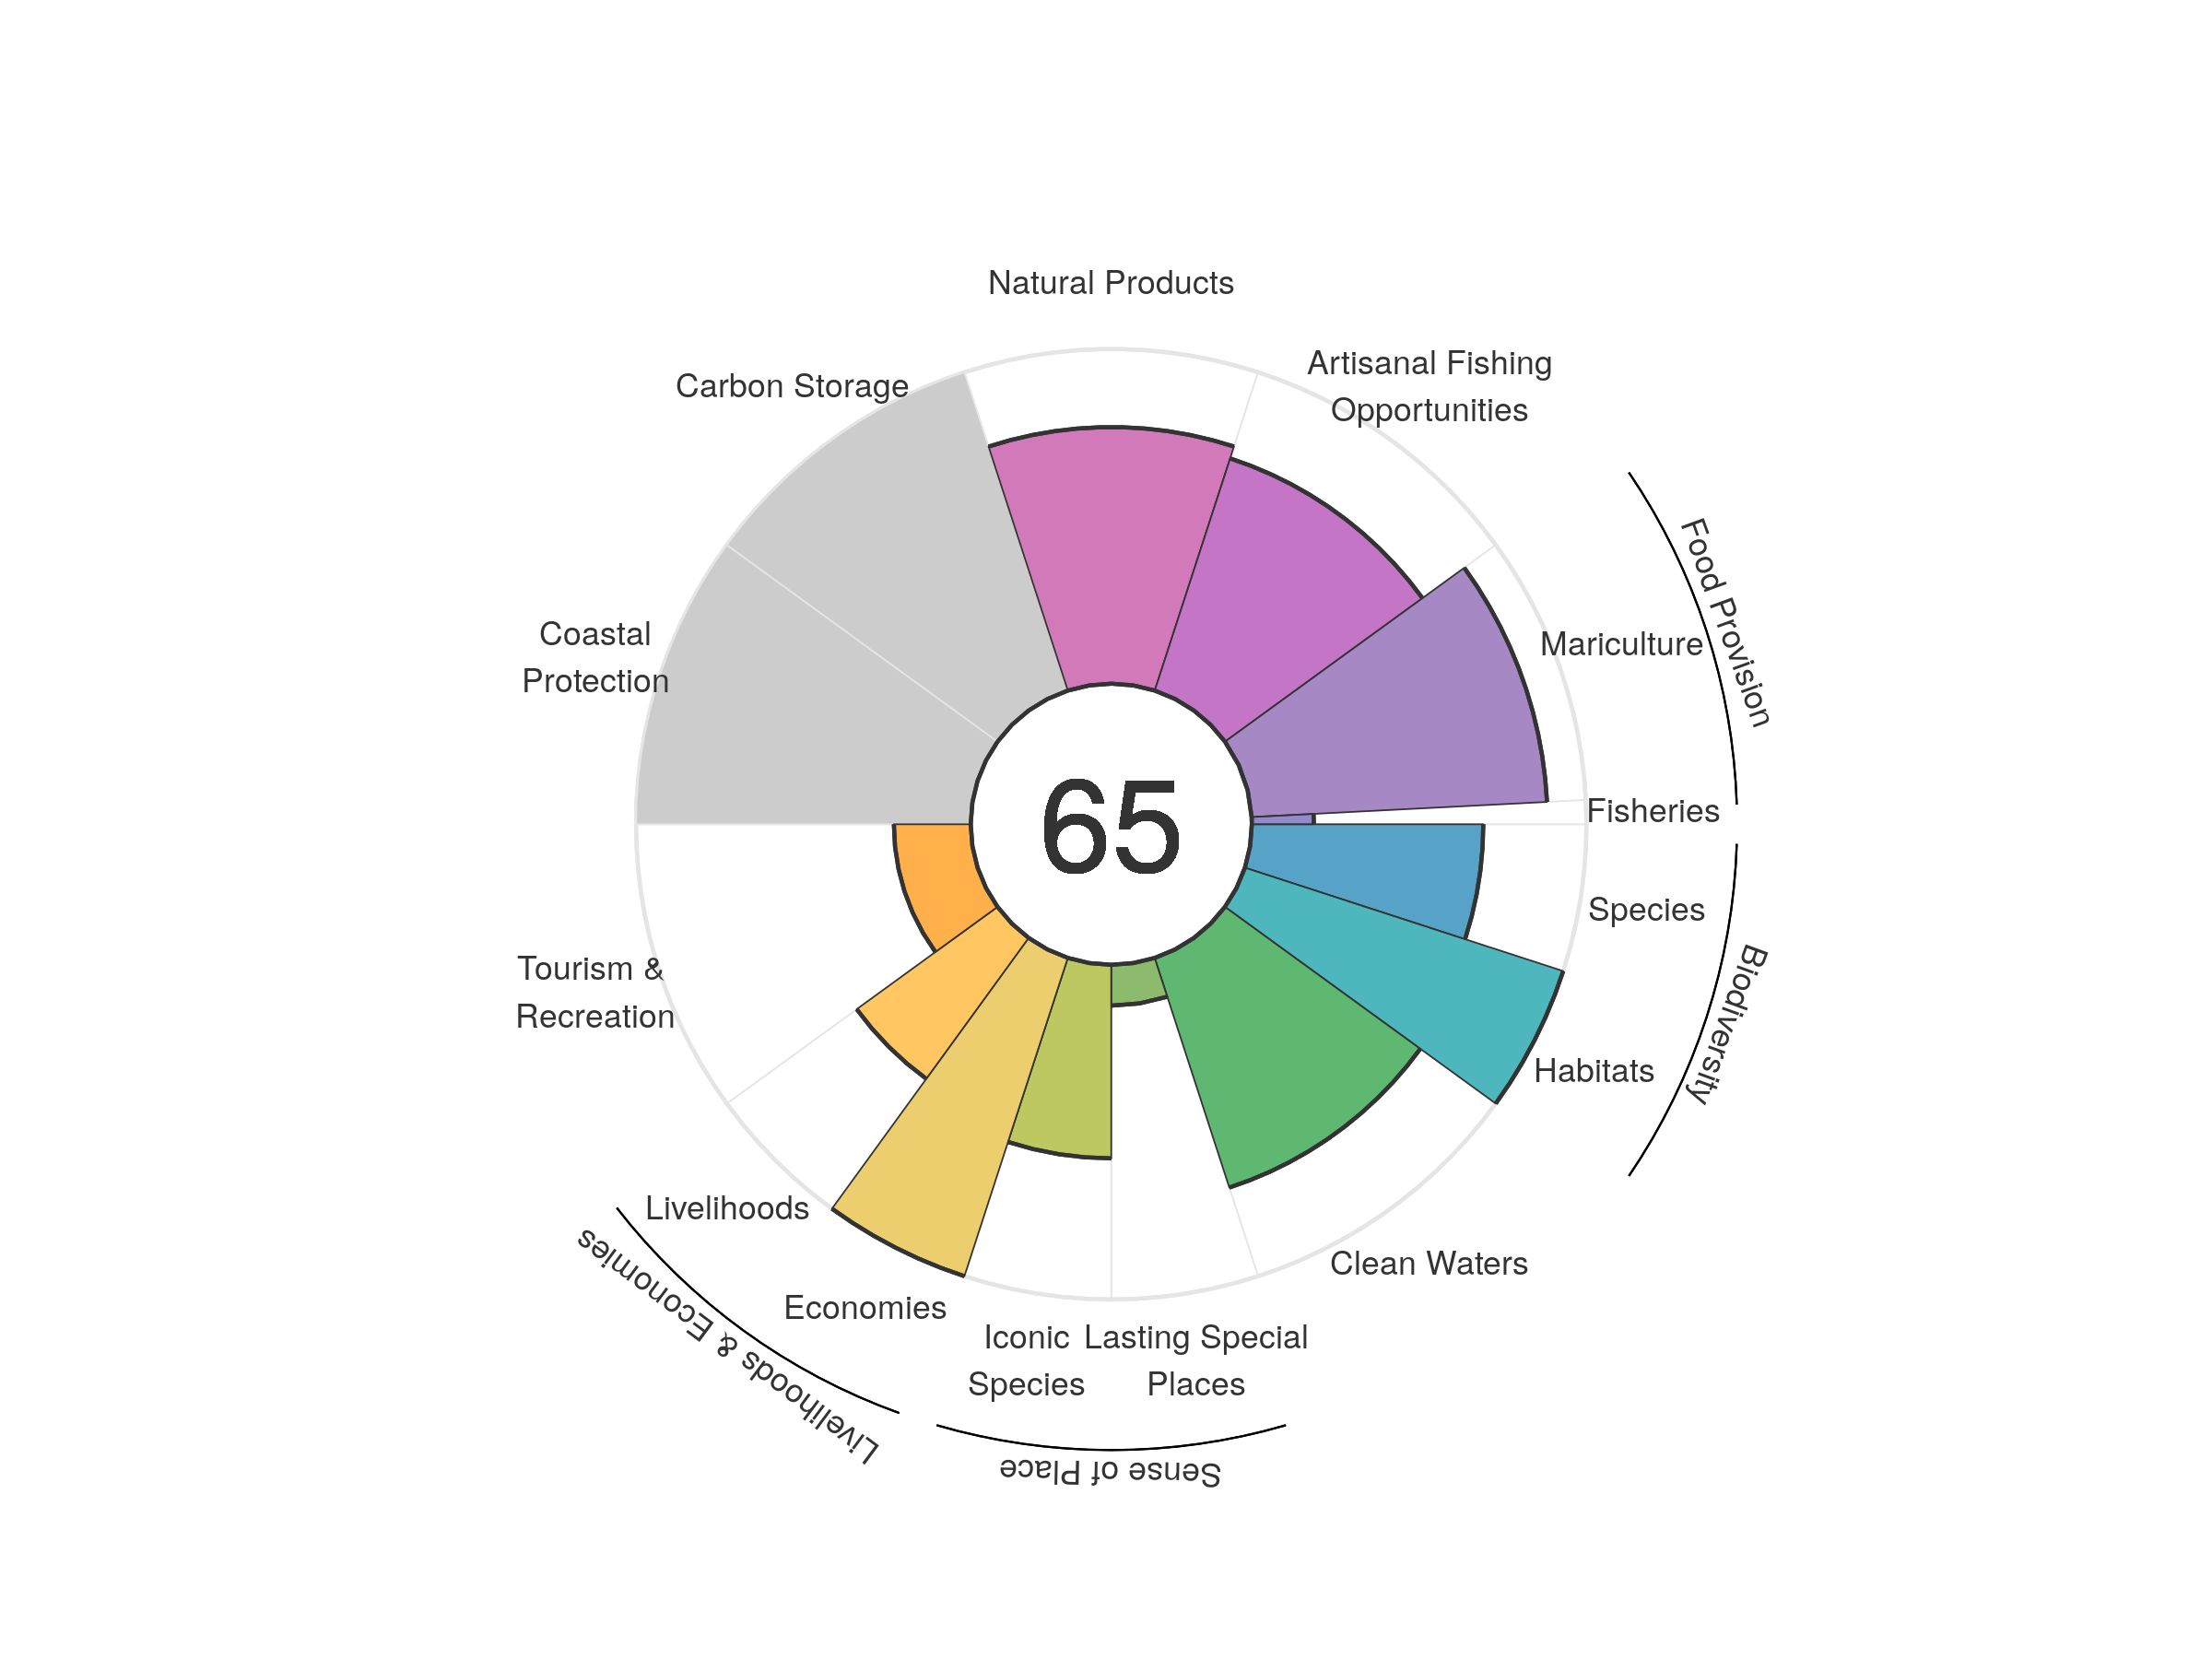 Natural Products
Artisanal Fishing
Opportunities
Carbon Storage
Food Provision
Mariculture
Coastal
Protection
65
Fisheries
Species
Biodiversity
Tourism &
Recreation
Habitats
Livelihoods
Clean Waters
Economies
Livelihoods & Economies
Iconic
Species
Lasting Special
Places
Sense of Place